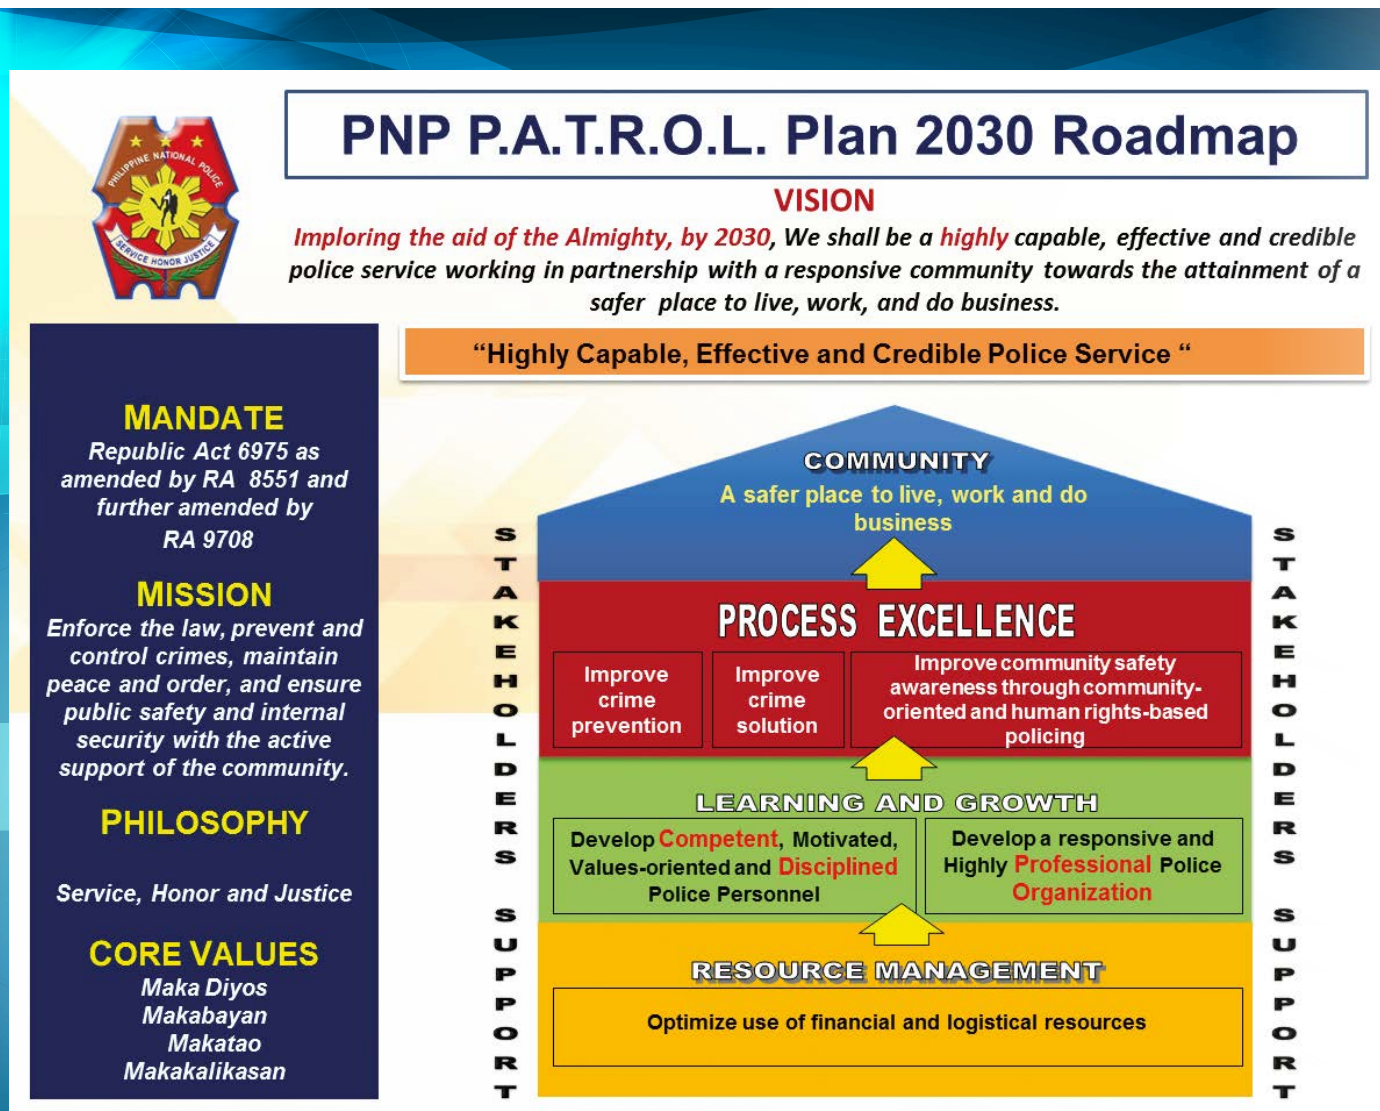 PNP P.A.T.R.O.L. Plan 2030 Roadmap
PHILIPPINE NATIONAL POLICE
SERVICE HONOR JUSTICE
VISION
Imploring the aid of the Almighty, by 2030, We shall be a highly capable, effective and credible
police service working in partnership with a responsive community towards the attainment of a
safer place to live, work, and do business.
“Highly Capable, Effective and Credible Police Service “
MANDATE
Republic Act 6975 as
amended by RA 8551 and
further amended by
RA 9708
MISSION
Enforce the law, prevent and
control crimes, maintain
peace and order, and ensure
public safety and internal
security with the active
support of the community.
PHILOSOPHY
Service, Honor and Justice
CORE VALUES
Maka Diyos
Makabayan
Makatao
Makakalikasan
STAKEHOLDERS SUPPORT
COMMUNITY
A safer place to live, work and do
business
PROCESS EXCELLENCE
Improve
crime
prevention
Improve
crime
solution
Improve community safety
awareness through community-
oriented and human rights-based
policing
LEARNING AND GROWTH
Develop Competent, Motivated,
Values-oriented and Disciplined
Police Personnel
Develop a responsive and
Highly Professional Police
Organization
RESOURCE MANAGEMENT
Optimize use of financial and logistical resources
STAKEHOLDERS SUPPORT